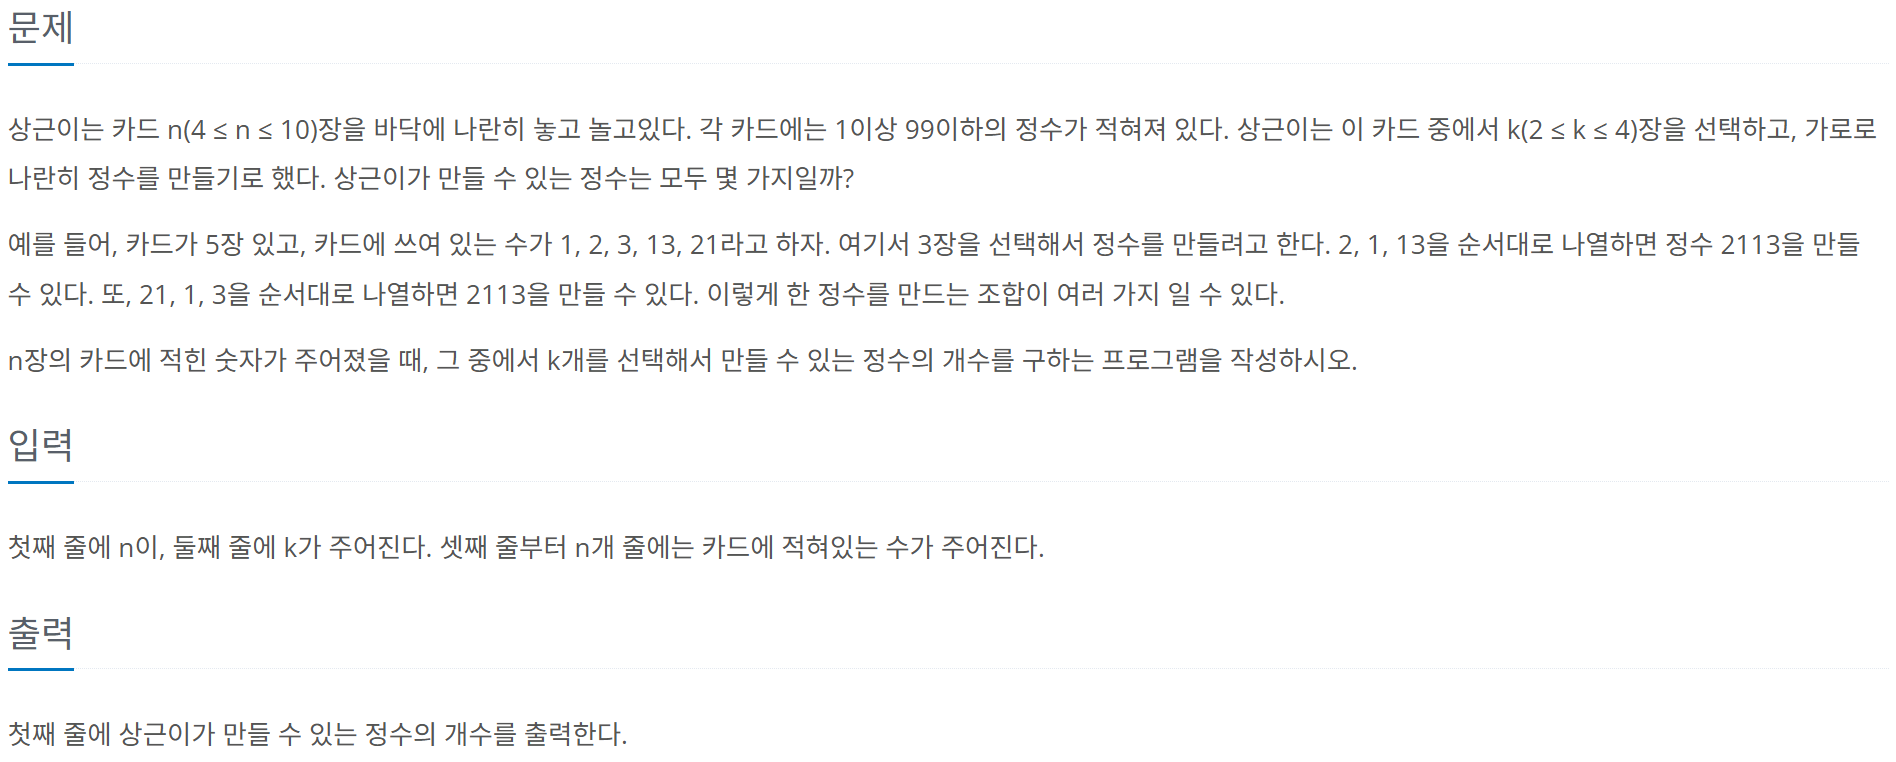 문제
상근이는 카드 n(4 ≤ n ≤ 10)장을 바닥에 나란히 놓고 놀고있다. 각 카드에는 1이상 99이하의 정수가 적혀져 있다. 상근이는 이 카드 중에서 k(2 ≤ k ≤ 4)장을 선택하고, 가로로
나란히 정수를 만들기로 했다. 상근이가 만들 수 있는 정수는 모두 몇 가지일까?
예를 들어, 카드가 5장 있고, 카드에 쓰여 있는 수가 1, 2, 3, 13, 21라고 하자. 여기서 3장을 선택해서 정수를 만들려고 한다. 2, 1, 13을 순서대로 나열하면 정수 2113을 만들
수 있다. 또, 21, 1, 3을 순서대로 나열하면 2113을 만들 수 있다. 이렇게 한 정수를 만드는 조합이 여러 가지 일 수 있다.
n장의 카드에 적힌 숫자가 주어졌을 때, 그 중에서 k개를 선택해서 만들 수 있는 정수의 개수를 구하는 프로그램을 작성하시오.
입력
첫째 줄에 n이, 둘째 줄에 k가 주어진다. 셋째 줄부터 n개 줄에는 카드에 적혀있는 수가 주어진다.
출력
첫째 줄에 상근이가 만들 수 있는 정수의 개수를 출력한다.